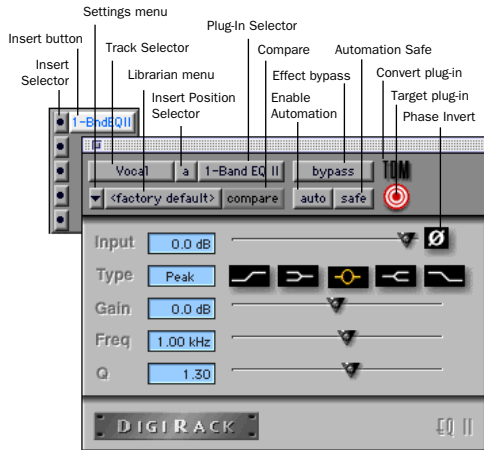 Settings menu
Insert button
Plug-In Selector
Track Selector
Compare
Automation Safe
Insert
Selector
Librarian menu
Effect bypass
Convert plug-in
Insert Position
Selector
Enable
Automation
Target plug-in
Phase Invert
1-BndEQII
Vocal a 1-Band EQ II bypass TDM
<factory default> compare auto safe
Input 0.0 dB Ø
Type Peak
Gain 0.0 dB
Freq 1.00 kHz
Q 1.30
DIGIRACK EQ II